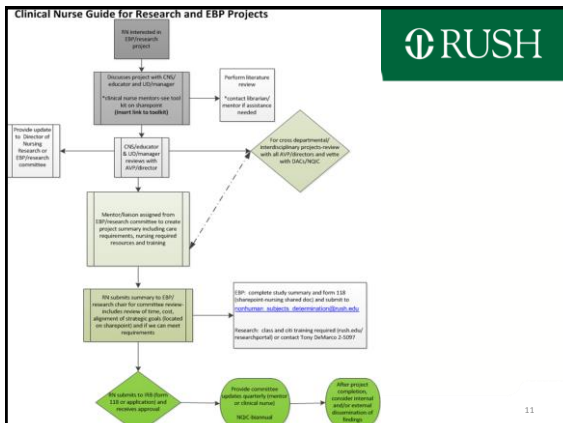 Clinical Nurse Guide for Research and EBP Projects
RUSH
RN interested in
EBP/research
project
Discusses project with CNS/
educator and UD/manager
*clinical nurse mentors see tool
kit on sharepoint
(insert link to toolkit)
Perform literature
review
*contact librarian/
mentor if assistance
needed
Provide update
to Director of
Nursing
Research or
EBP/research
committee
CNS/educator
& UD/manager
reviews with
AVP/director
For cross departmental/
interdisciplinary projects-review
with all AVP/directors and vette
with DACs/NQIC
Mentor/liaison assigned from
EBP/research committee to create
project summary including care
requirements, nursing required
resources and training
RN submits summary to EBP/
research chair for committee review-
includes review of time, cost,
alignment of strategic goals (located
on sharepoint) and if we can meet
requirements
EBP: complete study summary and form 118
(sharepoint-nursing shared doc) and submit to
nonhuman_subjects_determination@rush.edu
Research: class and citi training required (rush.edu/
researchportal) or contact Tony DeMarco 2-5097
RN submits to IRB (form
118 or application) and
receives approval
Provide committee
updates quarterly (mentor
or clinical nurse)
NQIC biannual
After project
completion,
consider internal
and/or external
dissemination of
findings
11